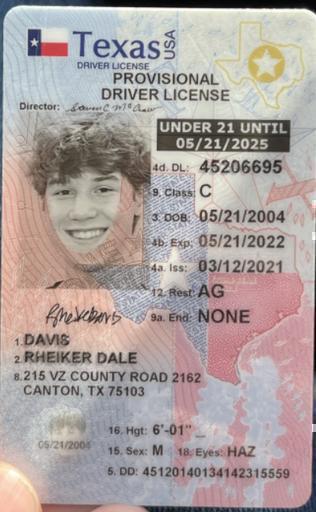 Texas USA
DRIVER LICENSE
PROVISIONAL
DRIVER LICENSE
Director:
UNDER 21 UNTIL
05/21/2025
4d. DL: 45206695
9. Class: C
3. DOB: 05/21/2004
4b. Exp: 05/21/2022
4a. Iss: 03/12/2021
12. Rest: AG
9a. End: NONE
1. DAVIS
2. RHEIKER DALE
8. 215 VZ COUNTY ROAD 2162
CANTON, TX 75103
16. Hgt: 6'-01"
15. Sex: M 18. Eyes: HAZ
05/21/2004
5. DD: 45120140134142315559